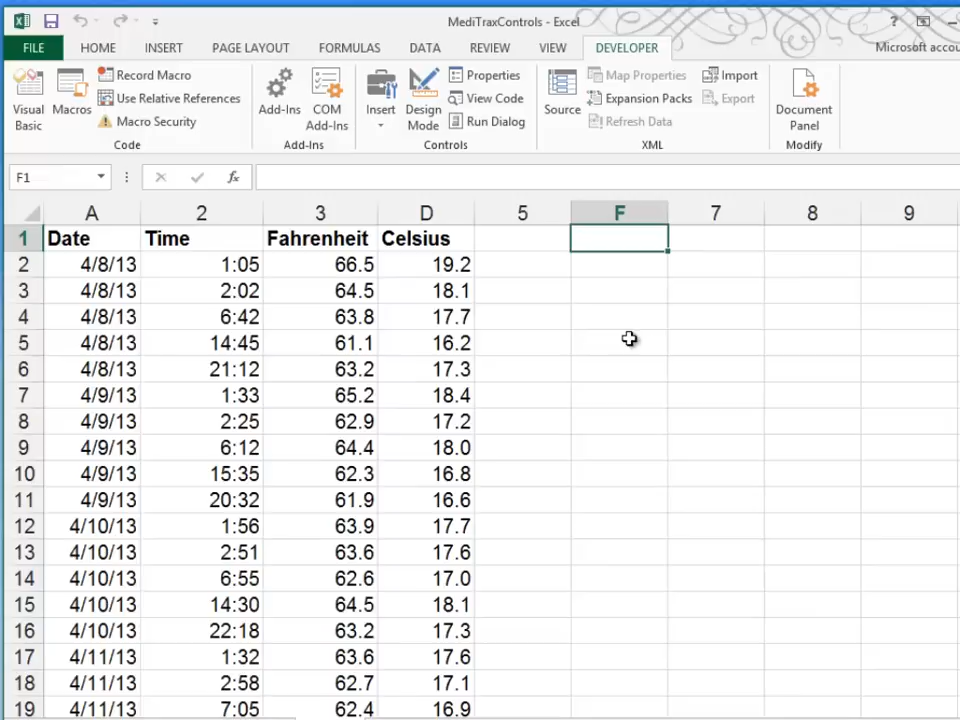 MediTraxControls - Excel
?
FILE HOME INSERT PAGE LAYOUT FORMULAS DATA REVIEW VIEW DEVELOPER Microsoft accou
Visual Basic
Macros
Record Macro
Use Relative References
Macro Security
Code
Add-Ins
COM Add-Ins
Add-Ins
Insert
Design Mode
Properties
View Code
Run Dialog
Controls
Source
Map Properties
Expansion Packs
Refresh Data
Import
Export
XML
Document Panel
Modify
F1 fx
A 2 3 D 5 F 7 8 9
1 Date Time Fahrenheit Celsius
2 4/8/13 1:05 66.5 19.2
3 4/8/13 2:02 64.5 18.1
4 4/8/13 6:42 63.8 17.7
5 4/8/13 14:45 61.1 16.2
6 4/8/13 21:12 63.2 17.3
7 4/9/13 1:33 65.2 18.4
8 4/9/13 2:25 62.9 17.2
9 4/9/13 6:12 64.4 18.0
10 4/9/13 15:35 62.3 16.8
11 4/9/13 20:32 61.9 16.6
12 4/10/13 1:56 63.9 17.7
13 4/10/13 2:51 63.6 17.6
14 4/10/13 6:55 62.6 17.0
15 4/10/13 14:30 64.5 18.1
16 4/10/13 22:18 63.2 17.3
17 4/11/13 1:32 63.6 17.6
18 4/11/13 2:58 62.7 17.1
19 4/11/13 7:05 62.4 16.9